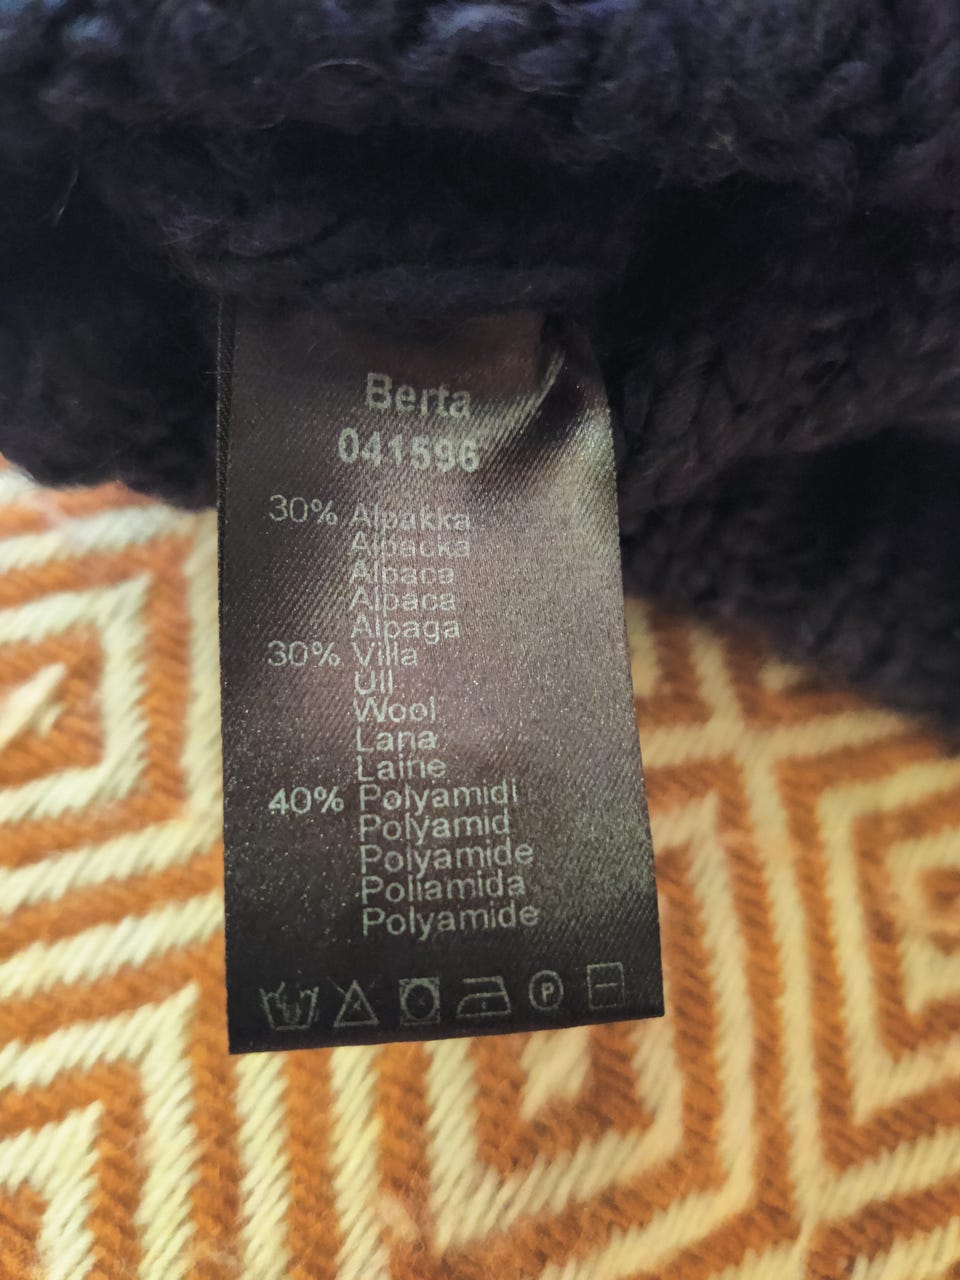 Berta
041596
30% Alpakka
Alpacka
Alpaca
Alpaca
Alpaga
30% Villa
Ull
Wool
Lana
Laine
40% Polyamidi
Polyamid
Polyamide
Poliamida
Polyamide
P